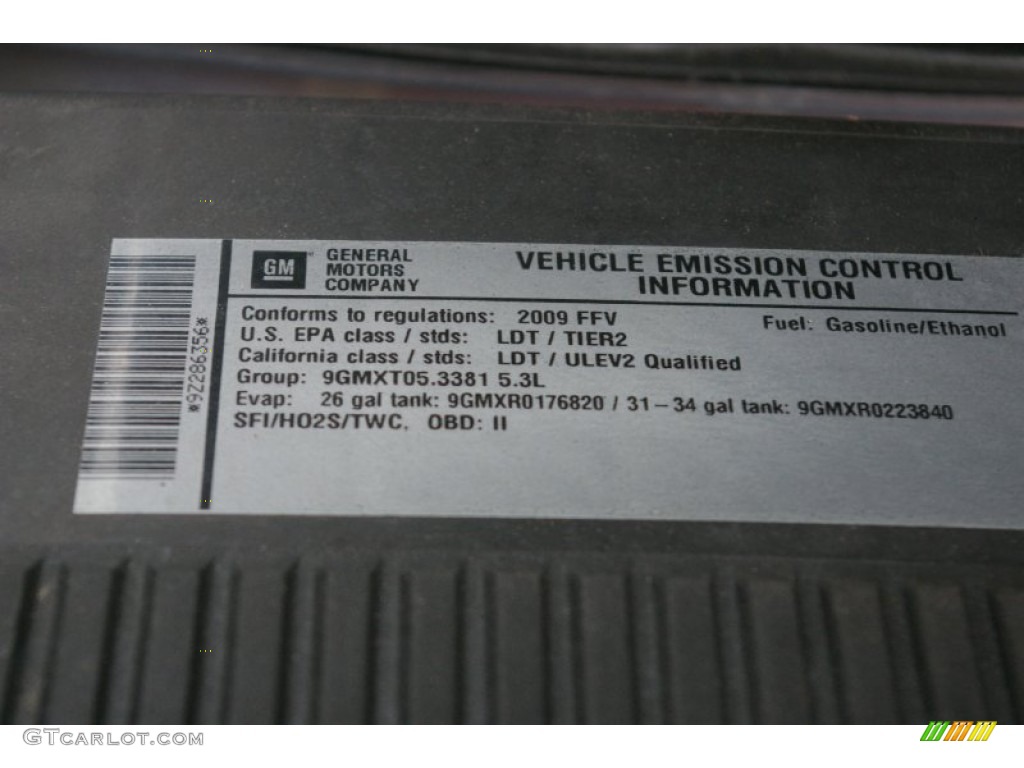 GM
GENERAL
MOTORS
COMPANY
VEHICLE EMISSION CONTROL
INFORMATION
Conforms to regulations: 2009 FFV
Fuel: Gasoline/Ethanol
U.S. EPA class / stds: LDT / TIER2
California class / stds: LDT / ULEV2 Qualified
Group: 9GMXT05.3381 5.3L
Evap: 26 gal tank: 9GMXR0176820 / 31-34 gal tank: 9GMXR0223840
SFI/HO2S/TWC, OBD: II
*9Z286356*
GTCARLOT.COM